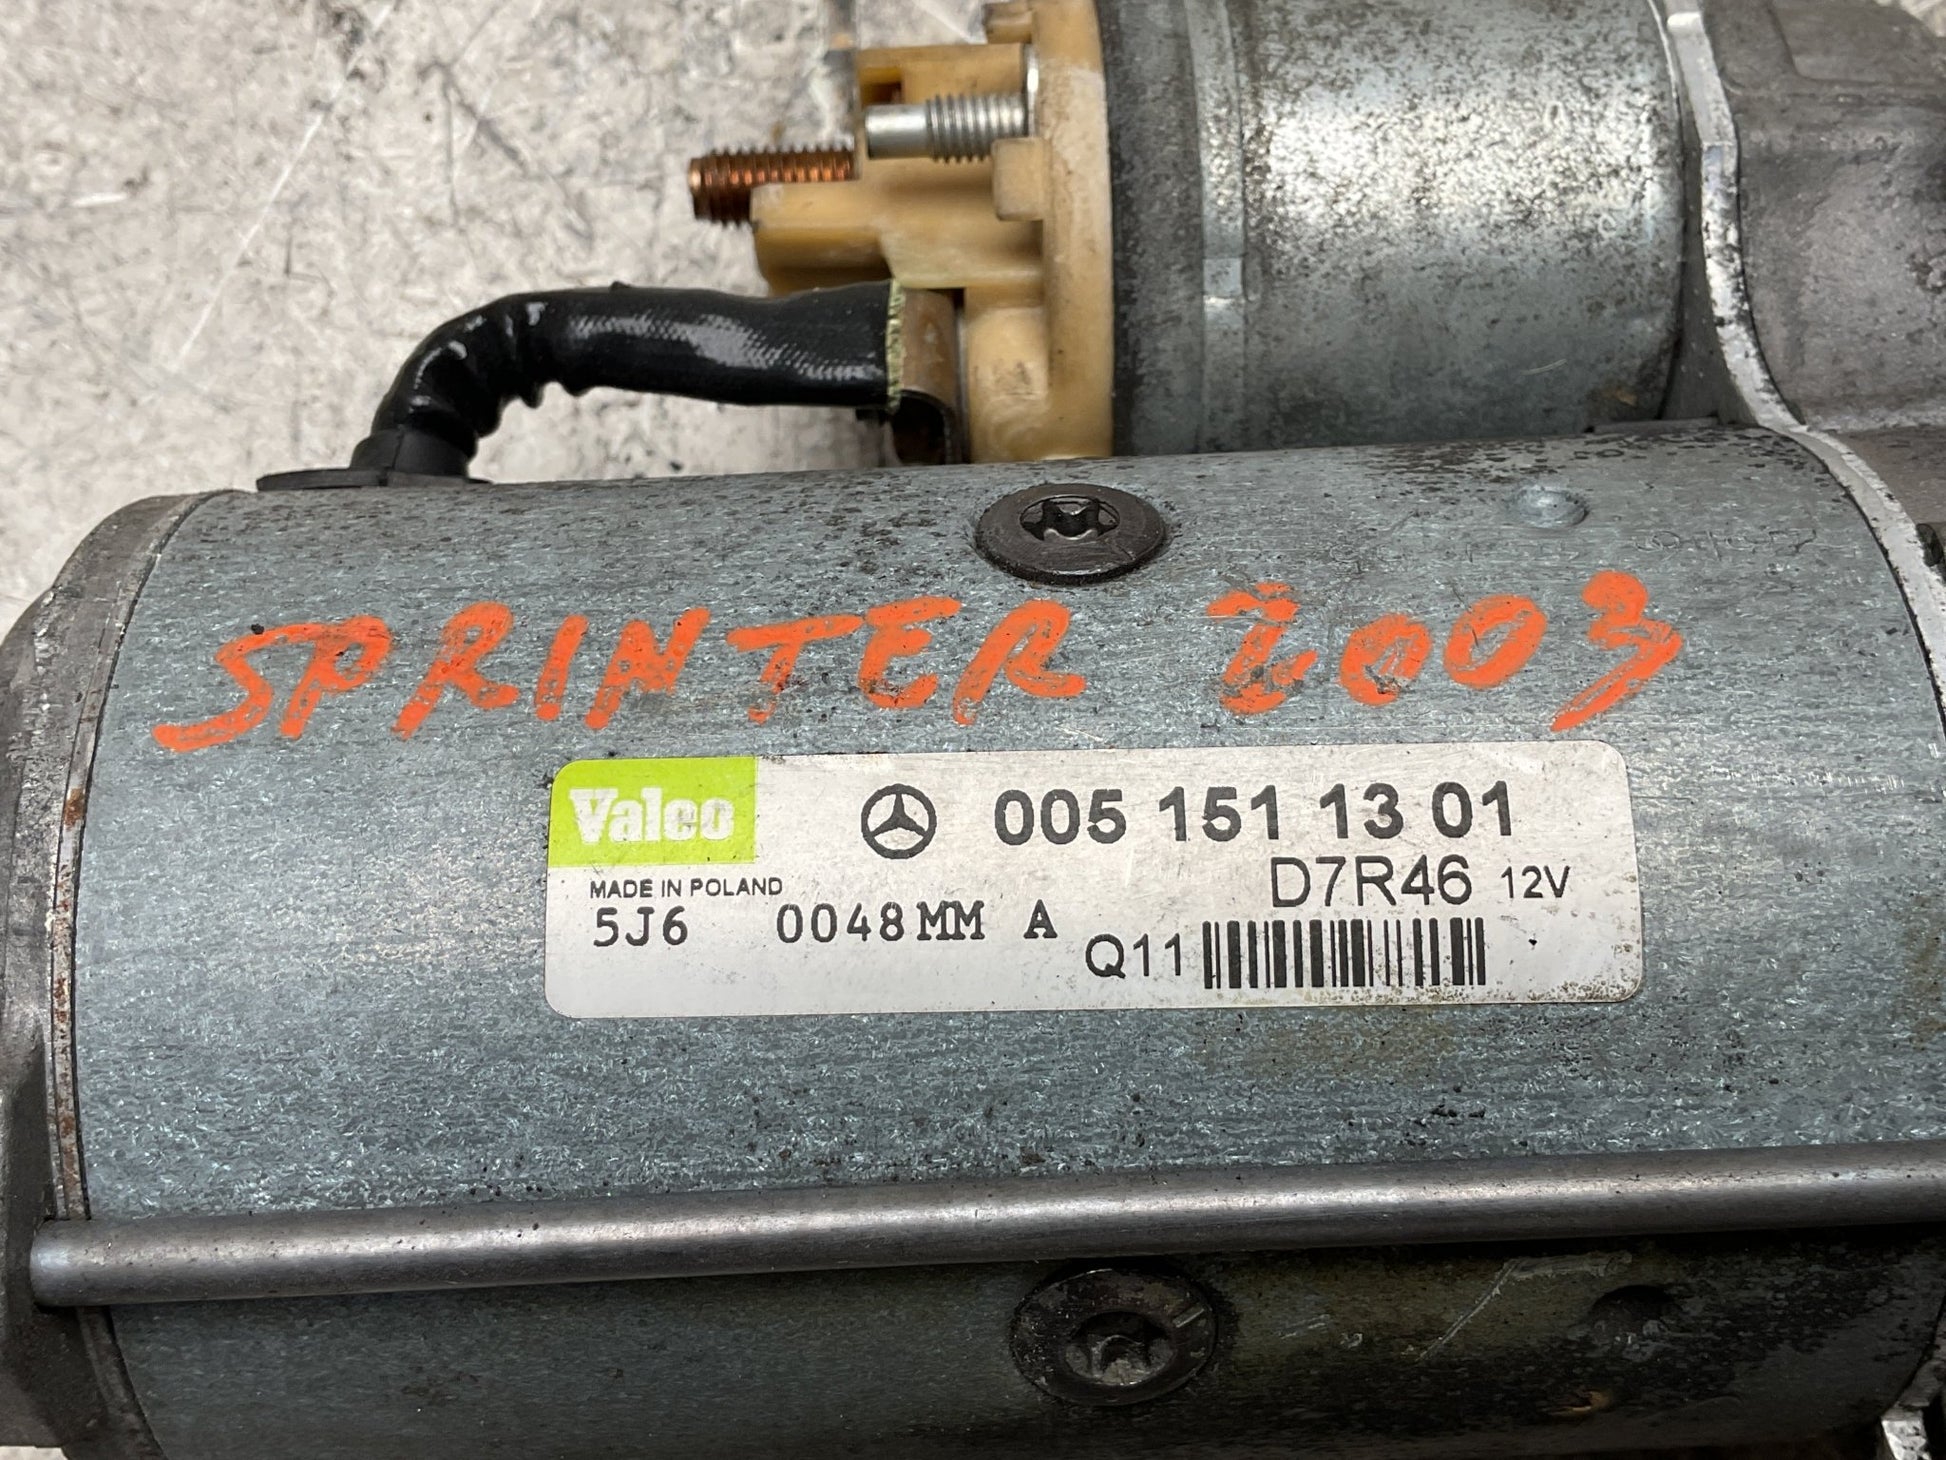 SPRINTER 2003
Valeo 005 151 13 01
D7R46 12V
MADE IN POLAND
5J6 0048MM A
Q11